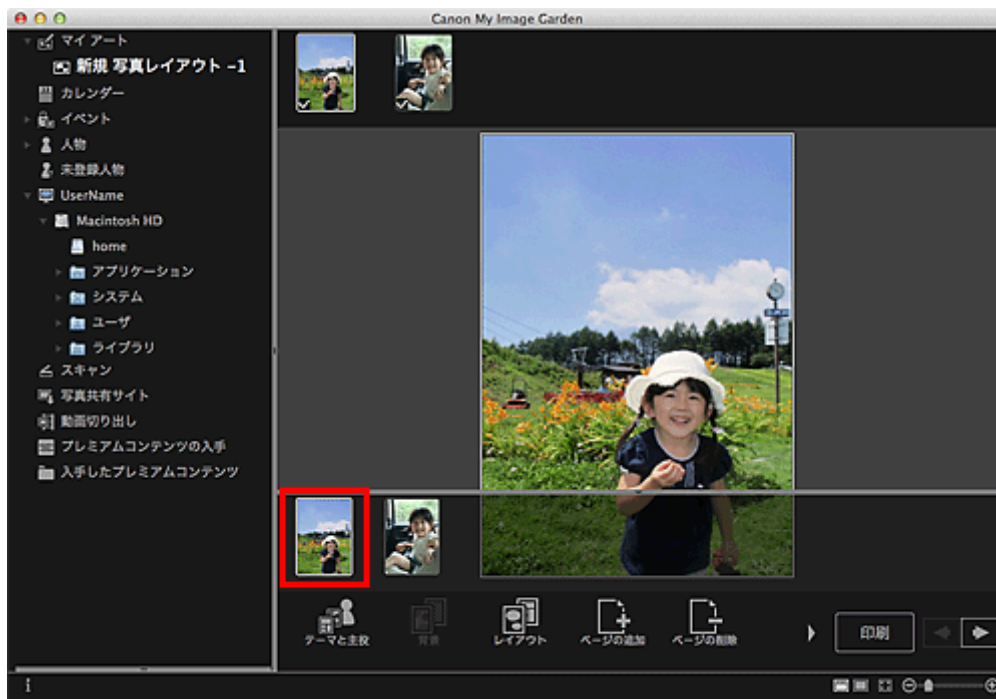 Canon My Image Garden
マイ アート
新規 写真レイアウト -1
カレンダー
イベント
人物
未登録人物
UserName
Macintosh HD
home
アプリケーション
システム
ユーザ
ライブラリ
スキャン
写真共有サイト
動画切り出し
プレミアムコンテンツの入手
入手したプレミアムコンテンツ
テーマと主役
背景
レイアウト
ページの追加
ページの削除
印刷